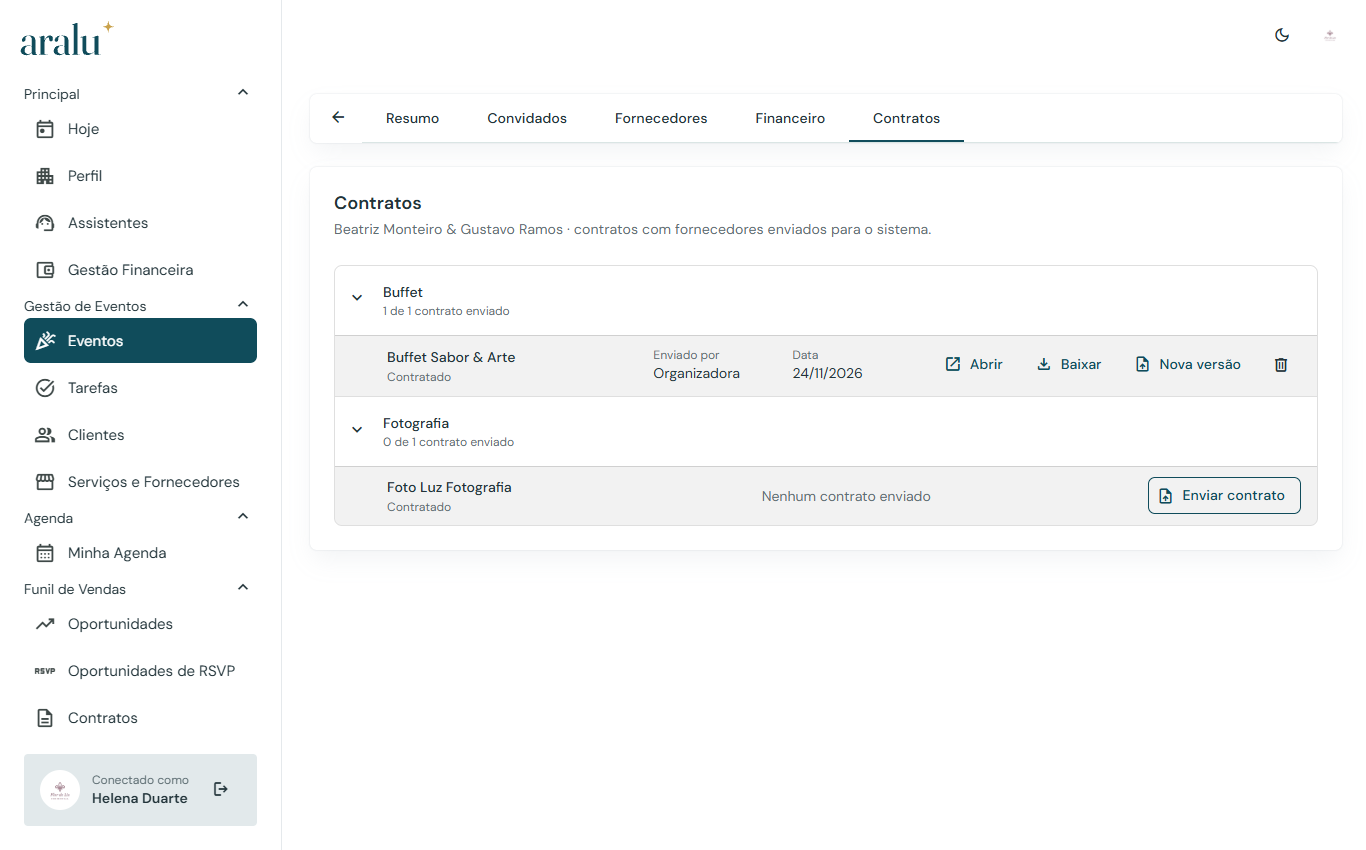 aralu
Principal
Hoje
Perfil
Assistentes
Gestão Financeira
Gestão de Eventos
Eventos
Tarefas
Clientes
Serviços e Fornecedores
Agenda
Minha Agenda
Funil de Vendas
Oportunidades
RSVP Oportunidades de RSVP
Contratos
Conectado como
Helena Duarte
Resumo Convidados Fornecedores Financeiro Contratos
Contratos
Beatriz Monteiro & Gustavo Ramos · contratos com fornecedores enviados para o sistema.
Buffet
1 de 1 contrato enviado
Buffet Sabor & Arte
Contratado
Enviado por
Organizadora
Data
24/11/2026
Abrir Baixar Nova versão
Fotografia
0 de 1 contrato enviado
Foto Luz Fotografia
Contratado
Nenhum contrato enviado
Enviar contrato